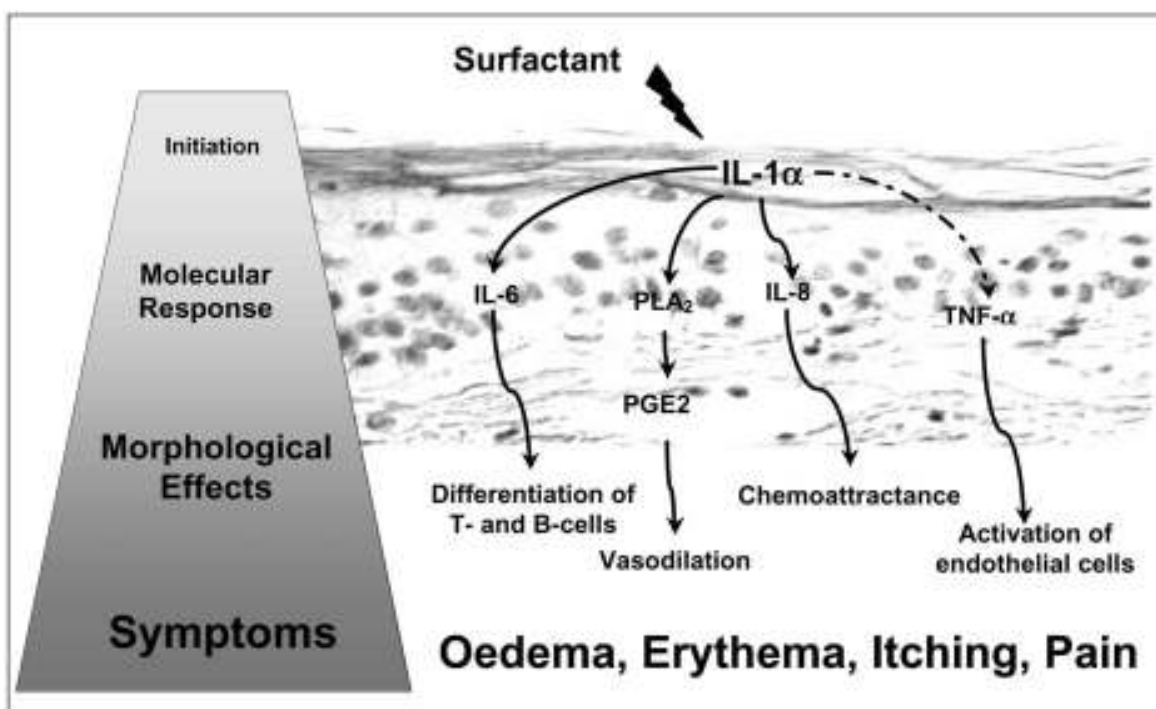 Surfactant
Initiation
IL-1α
Molecular
Response
IL-6
PLA₂
IL-8
TNF-α
PGE2
Morphological
Effects
Differentiation of
T- and B-cells
Chemoattractance
Vasodilation
Activation of
endothelial cells
Symptoms
Oedema, Erythema, Itching, Pain